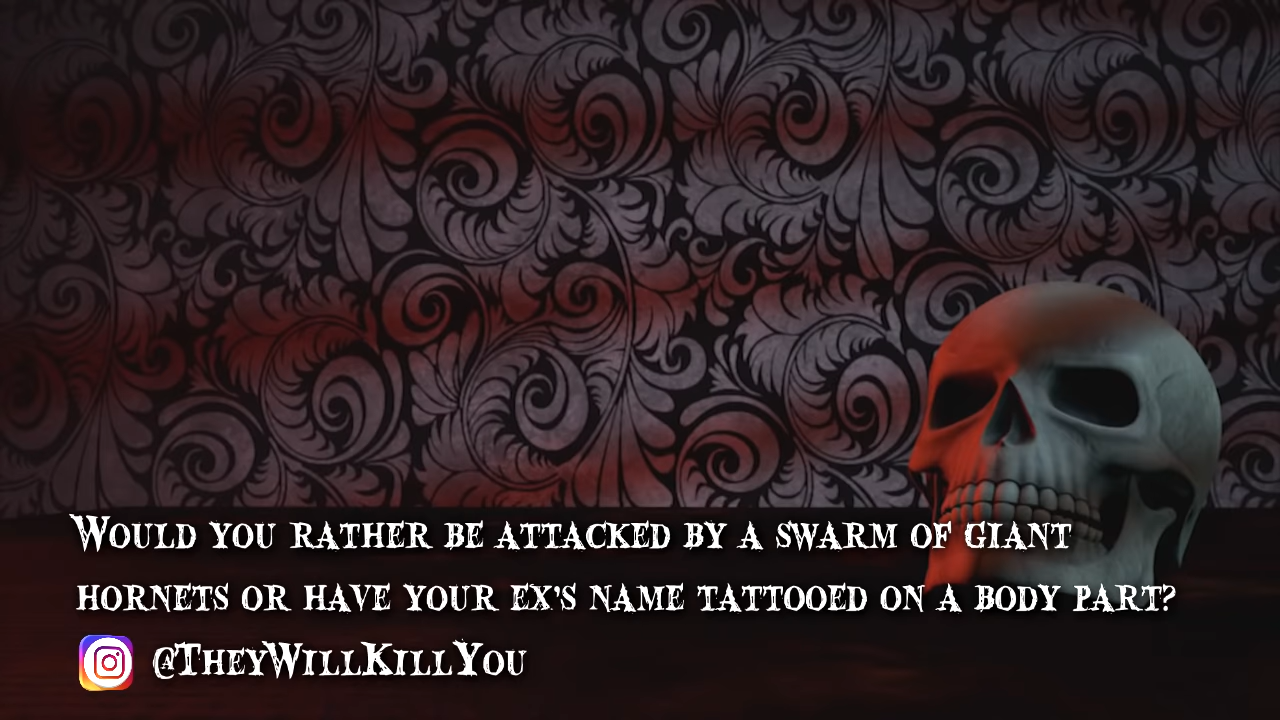 Would you rather be attacked by a swarm of giant
hornets or have your ex's name tattooed on a body part?
@TheyWillKillYou